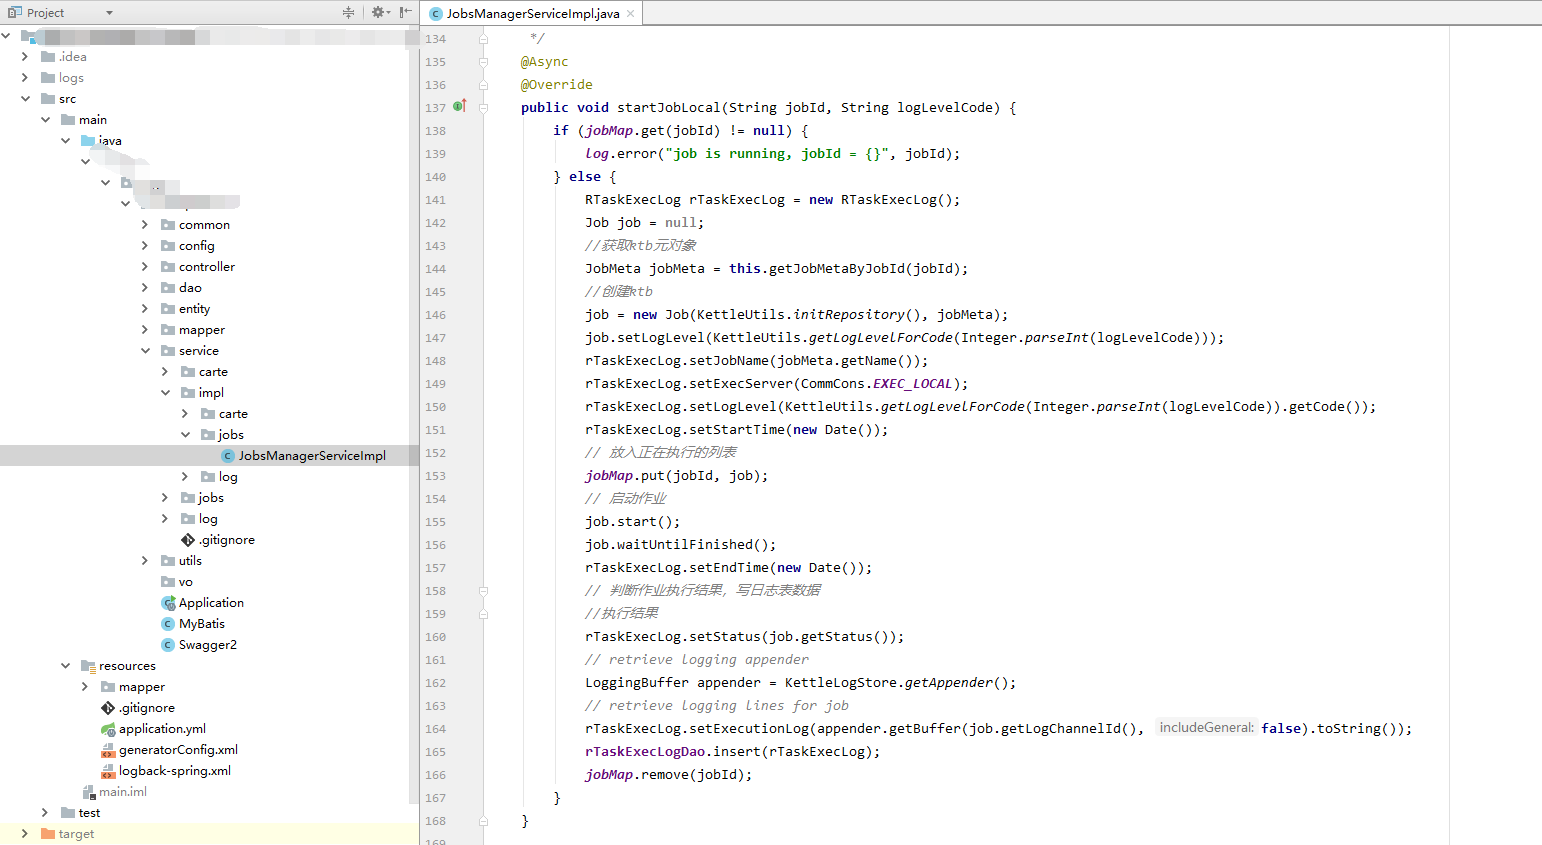 Project
JobsManagerServiceImpl.java
.idea
logs
src
main
java
common
config
controller
dao
entity
mapper
service
carte
impl
carte
jobs
JobsManagerServiceImpl
log
jobs
log
.gitignore
utils
vo
Application
MyBatis
Swagger2
resources
mapper
.gitignore
application.yml
generatorConfig.xml
logback-spring.xml
main.iml
test
target
134 */
135 @Async
136 @Override
137 public void startJobLocal(String jobId, String logLevelCode) {
138 if (jobMap.get(jobId) != null) {
139 log.error("job is running, jobId = {}", jobId);
140 } else {
141 RTaskExecLog rTaskExecLog = new RTaskExecLog();
142 Job job = null;
143 //获取ktb元对象
144 JobMeta jobMeta = this.getJobMetaByJobId(jobId);
145 //创建ktb
146 job = new Job(KettleUtils.initRepository(), jobMeta);
147 job.setLogLevel(KettleUtils.getLogLevelForCode(Integer.parseInt(logLevelCode)));
148 rTaskExecLog.setJobName(jobMeta.getName());
149 rTaskExecLog.setExecServer(CommCons.EXEC_LOCAL);
150 rTaskExecLog.setLogLevel(KettleUtils.getLogLevelForCode(Integer.parseInt(logLevelCode)).getCode());
151 rTaskExecLog.setStartTime(new Date());
152 // 放入正在执行的列表
153 jobMap.put(jobId, job);
154 // 启动作业
155 job.start();
156 job.waitUntilFinished();
157 rTaskExecLog.setEndTime(new Date());
158 // 判断作业执行结果，写日志表数据
159 //执行结果
160 rTaskExecLog.setStatus(job.getStatus());
161 // retrieve logging appender
162 LoggingBuffer appender = KettleLogStore.getAppender();
163 // retrieve logging lines for job
164 rTaskExecLog.setExecutionLog(appender.getBuffer(job.getLogChannelId(), includeGeneral: false).toString());
165 rTaskExecLogDao.insert(rTaskExecLog);
166 jobMap.remove(jobId);
167 }
168 }
169